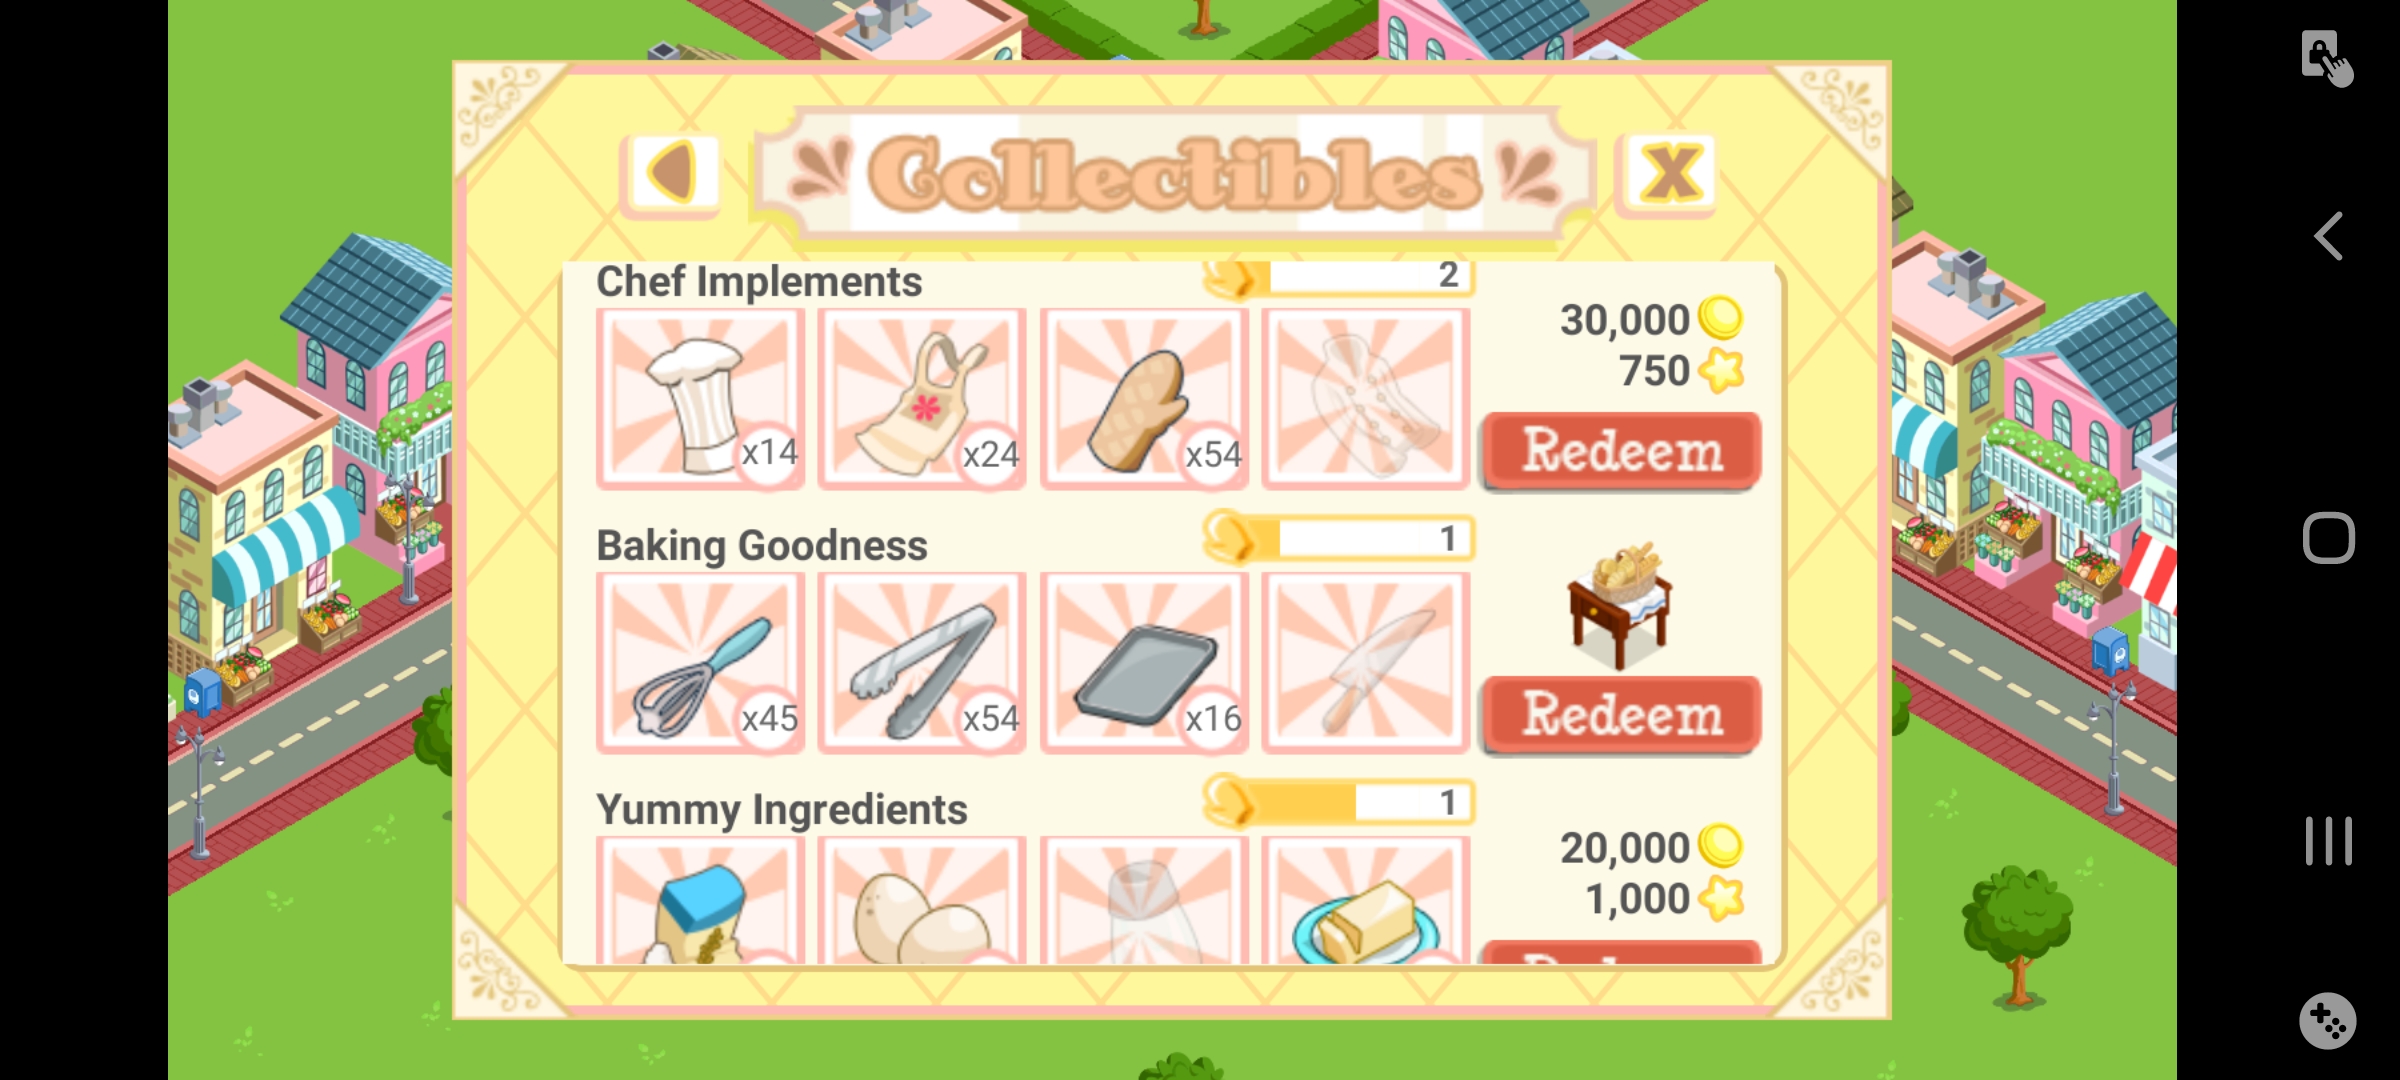 Collectibles
X
Chef Implements
2
30,000
750
x14
x24
x54
Redeem
Baking Goodness
1
x45
x54
x16
Redeem
Yummy Ingredients
1
20,000
1,000